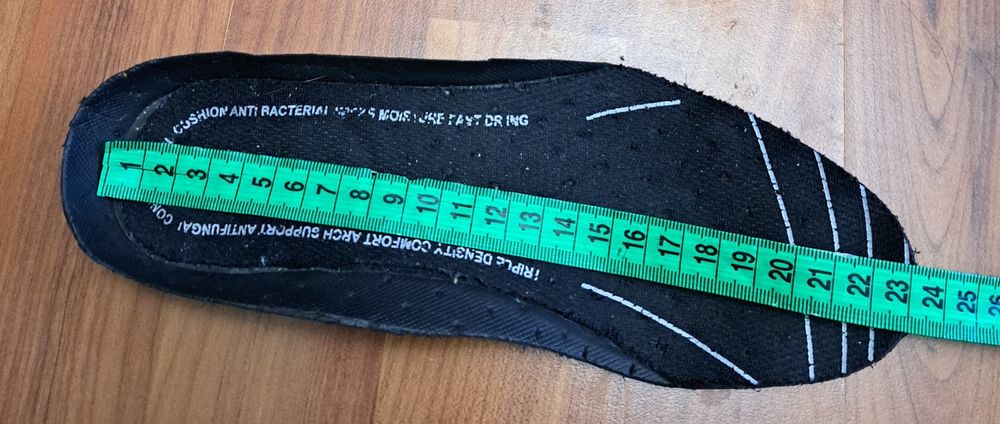 CUSHION ANTI BACTERIAL MOISTURE FAST DRING
1 2 3 4 5 6 7 8 9 10 11 12 13 14 15 16 17 18 19 20 21 22 23 24 25 26
TRIPLE DENSITY COMFORT ARCH SUPPORT ANTIFUNGAL